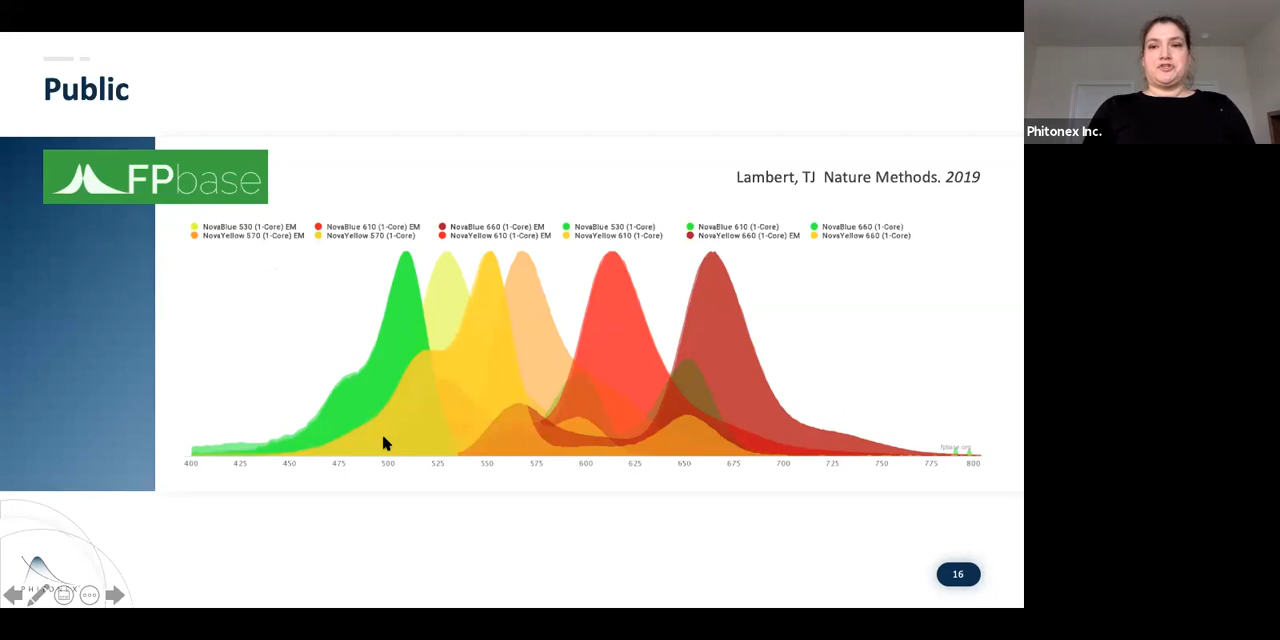 Public
FPbase
Lambert, TJ Nature Methods. 2019
NovaBlue 530 (1-Core) EM NovaBlue 610 (1-Core) EM NovaBlue 660 (1-Core) EM NovaBlue 530 (1-Core) NovaBlue 610 (1-Core) NovaBlue 660 (1-Core)
NovaYellow 570 (1-Core) EM NovaYellow 570 (1-Core) NovaYellow 610 (1-Core) EM NovaYellow 610 (1-Core) NovaYellow 660 (1-Core) EM NovaYellow 660 (1-Core)
fpbase.org
400 425 450 475 500 525 550 575 600 625 650 675 700 725 750 775 800
16
Phitonex Inc.